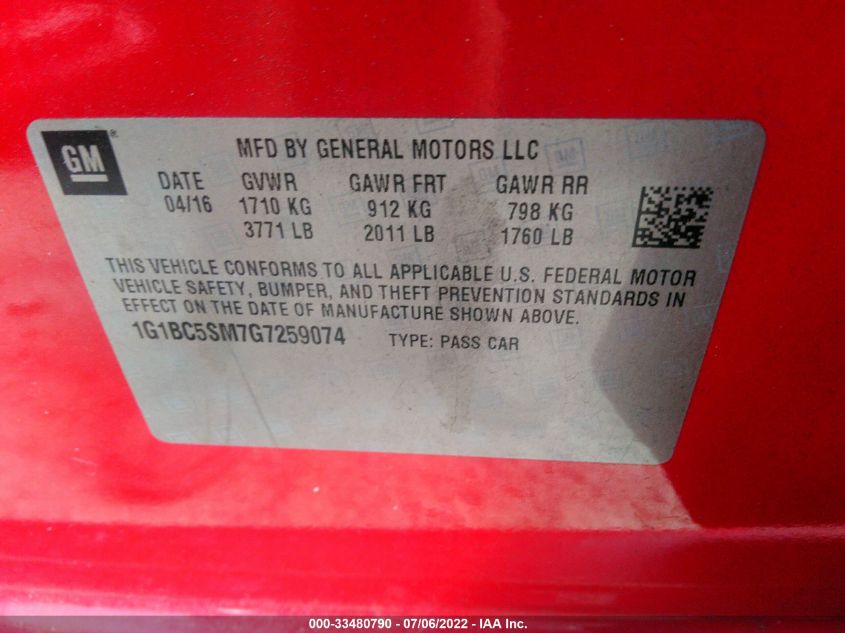 GM®
MFD BY GENERAL MOTORS LLC
DATE GVWR GAWR FRT GAWR RR
04/16 1710 KG 912 KG 798 KG
3771 LB 2011 LB 1760 LB
THIS VEHICLE CONFORMS TO ALL APPLICABLE U.S. FEDERAL MOTOR
VEHICLE SAFETY, BUMPER, AND THEFT PREVENTION STANDARDS IN
EFFECT ON THE DATE OF MANUFACTURE SHOWN ABOVE.
1G1BC5SM7G7259074 TYPE: PASS CAR
000-33480790 - 07/06/2022 - IAA Inc.